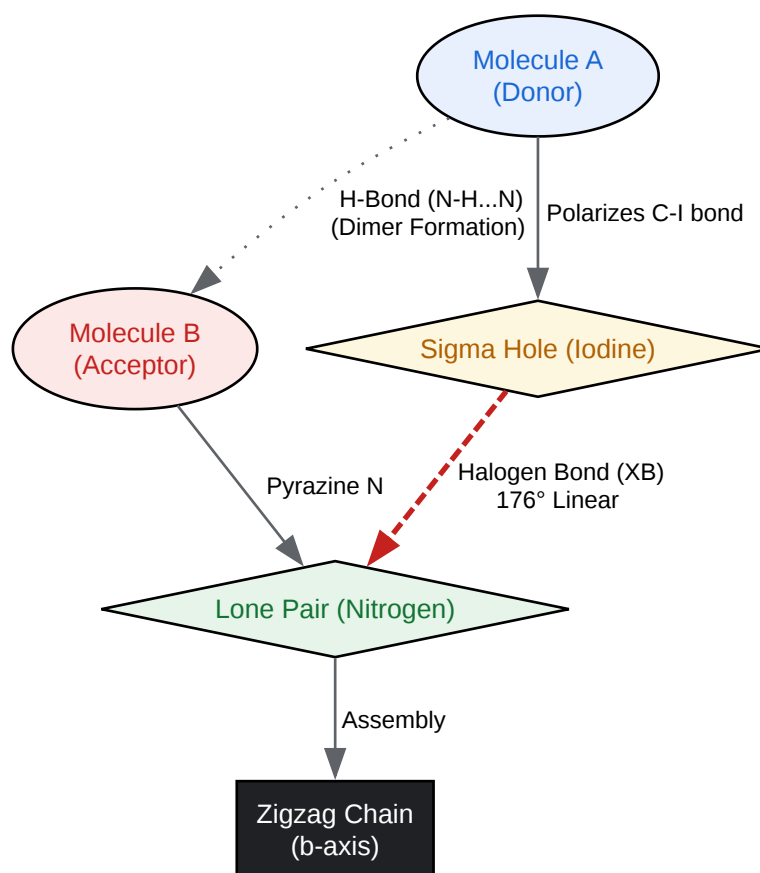 Molecule A
(Donor)
H-Bond (N-H...N)
(Dimer Formation)
Polarizes C-I bond
Molecule B
(Acceptor)
Sigma Hole (Iodine)
Pyrazine N
Halogen Bond (XB)
176° Linear
Lone Pair (Nitrogen)
Assembly
Zigzag Chain
(b-axis)